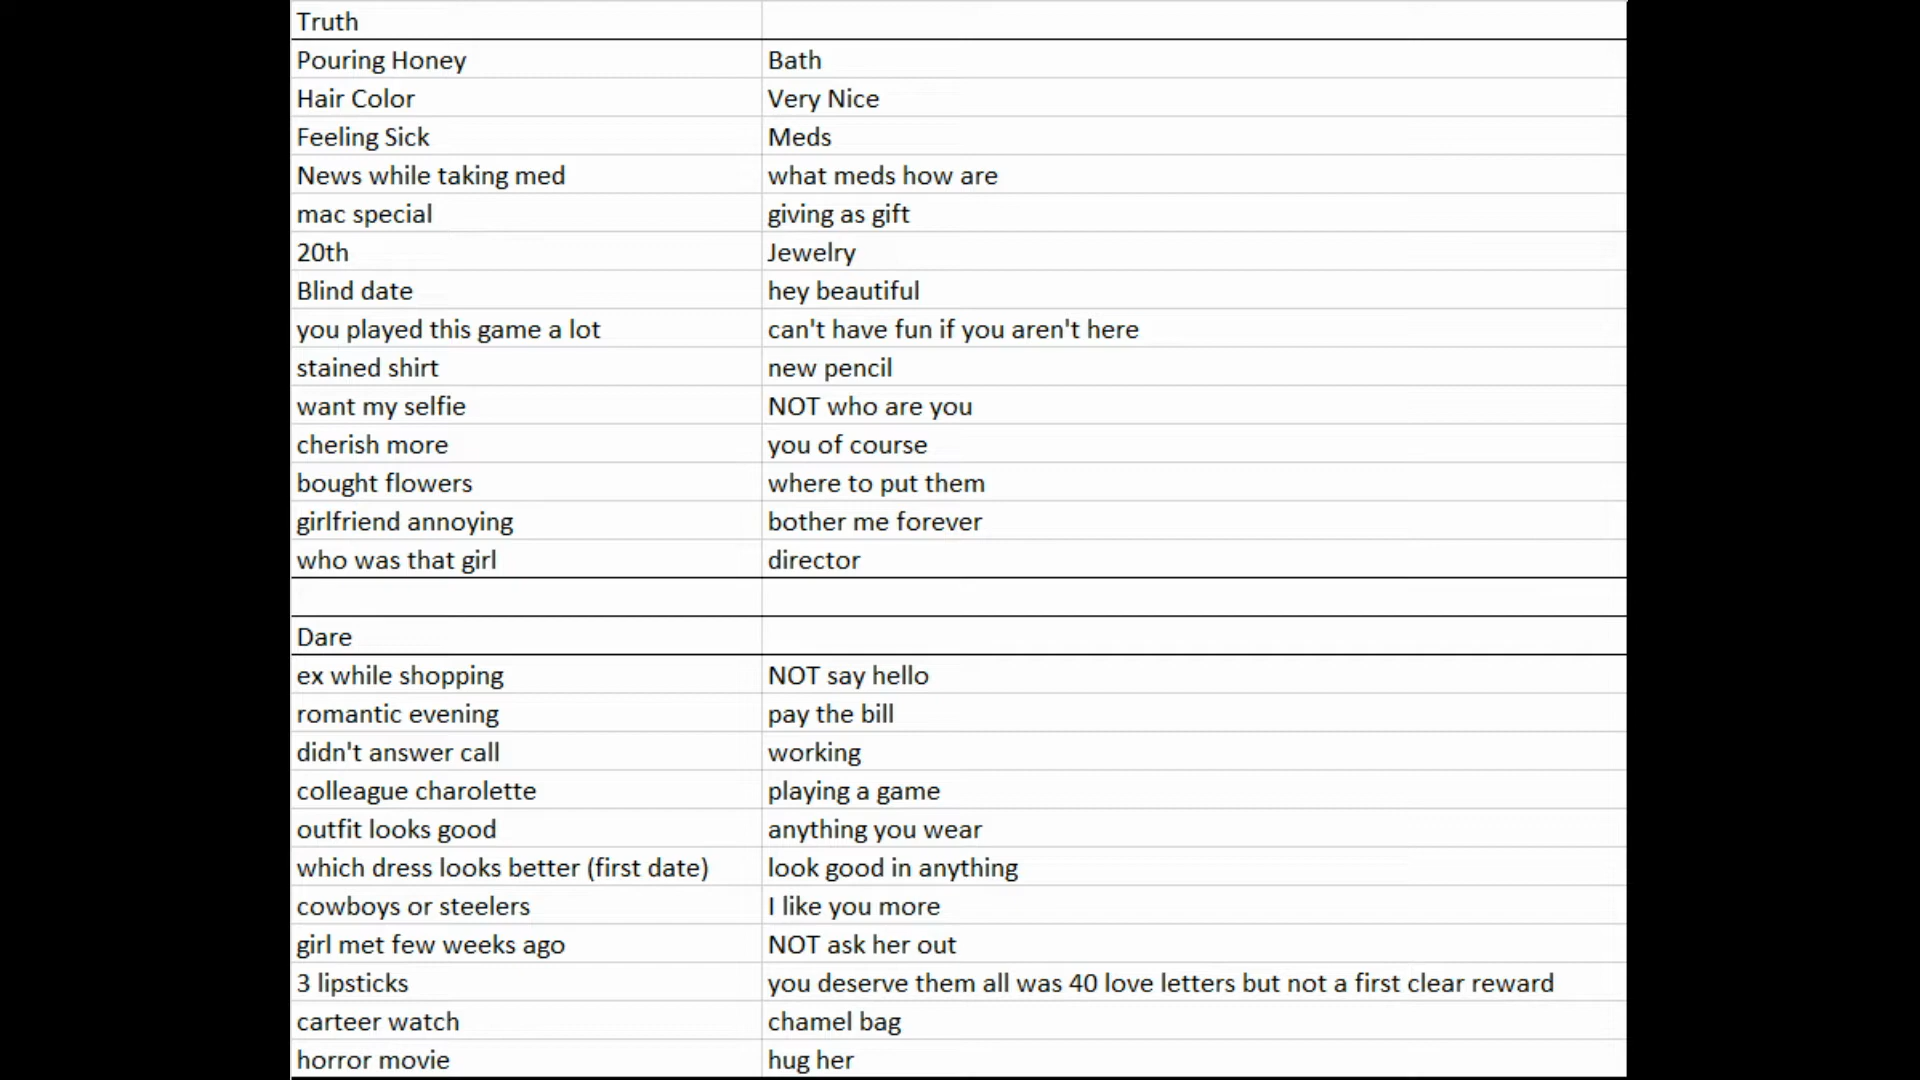 Truth
Pouring Honey Bath
Hair Color Very Nice
Feeling Sick Meds
News while taking med what meds how are
mac special giving as gift
20th Jewelry
Blind date hey beautiful
you played this game a lot can't have fun if you aren't here
stained shirt new pencil
want my selfie NOT who are you
cherish more you of course
bought flowers where to put them
girlfriend annoying bother me forever
who was that girl director
Dare
ex while shopping NOT say hello
romantic evening pay the bill
didn't answer call working
colleague charolette playing a game
outfit looks good anything you wear
which dress looks better (first date) look good in anything
cowboys or steelers I like you more
girl met few weeks ago NOT ask her out
3 lipsticks you deserve them all was 40 love letters but not a first clear reward
carteer watch chamel bag
horror movie hug her